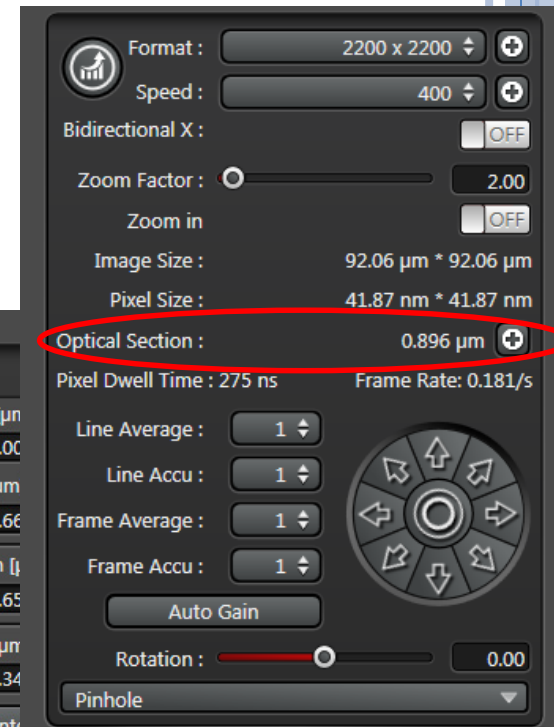 Format : 2200 x 2200
Speed : 400
Bidirectional X : OFF
Zoom Factor : 2.00
Zoom in OFF
Image Size : 92.06 µm * 92.06 µm
Pixel Size : 41.87 nm * 41.87 nm
Optical Section : 0.896 µm
Pixel Dwell Time : 275 ns Frame Rate: 0.181/s
Line Average : 1
Line Accu : 1
Frame Average : 1
Frame Accu : 1
Auto Gain
Rotation : 0.00
Pinhole